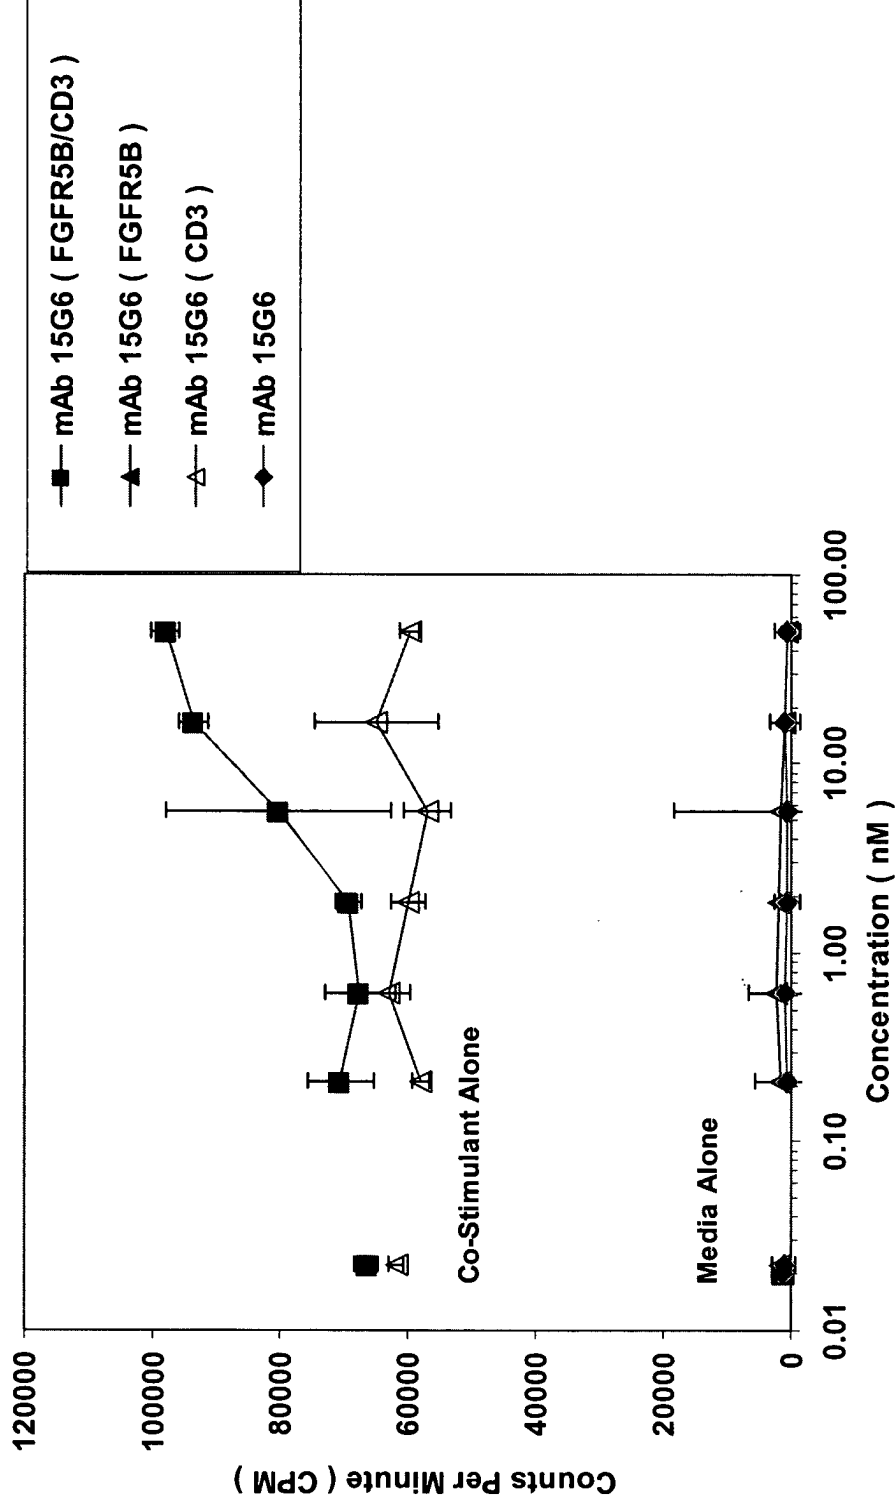 mAb 15G6 ( FGFR5B/CD3 )
mAb 15G6 ( FGFR5B )
mAb 15G6 ( CD3 )
mAb 15G6
120000
100000
80000
60000
40000
20000
0
Counts Per Minute ( CPM )
Co-Stimulant Alone
Media Alone
0.01
0.10
1.00
10.00
100.00
Concentration ( nM )